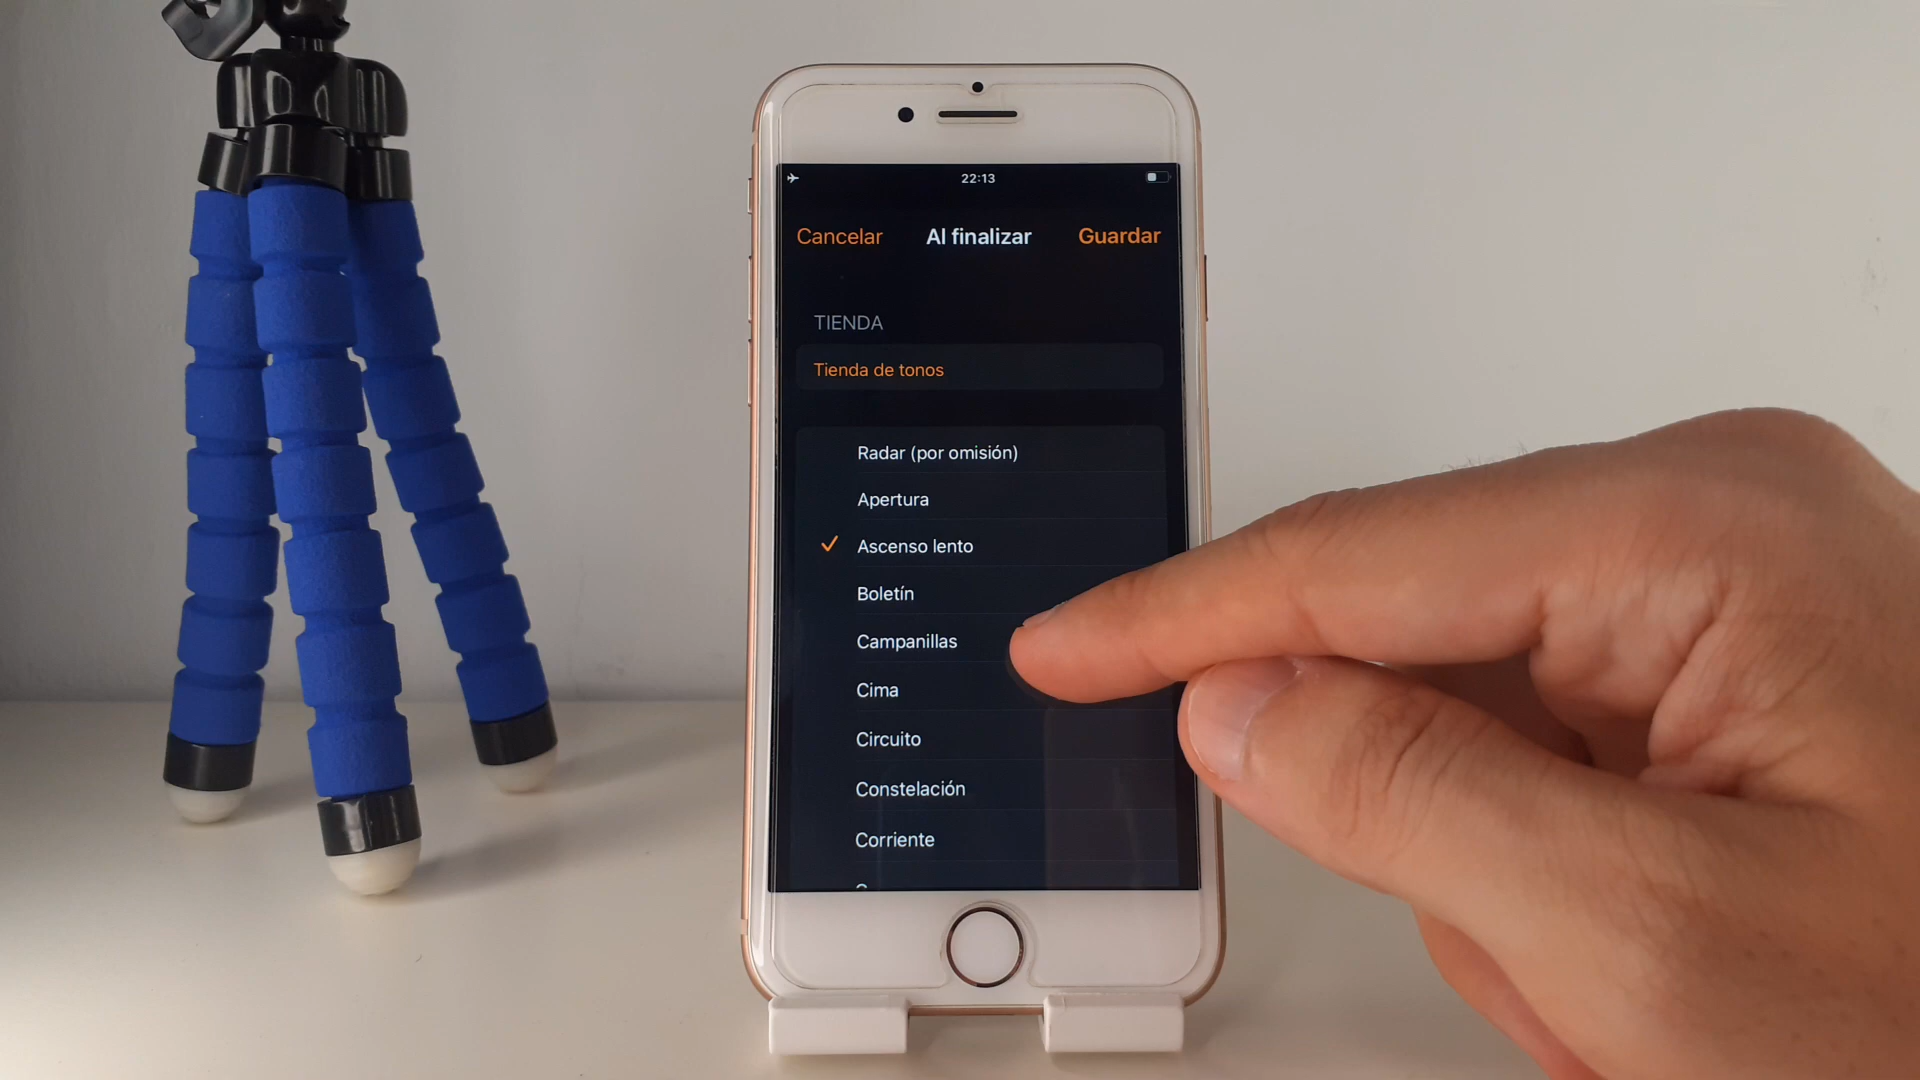 22:13
Cancelar Al finalizar Guardar
TIENDA
Tienda de tonos
Radar (por omisión)
Apertura
Ascenso lento
Boletín
Campanillas
Cima
Circuito
Constelación
Corriente